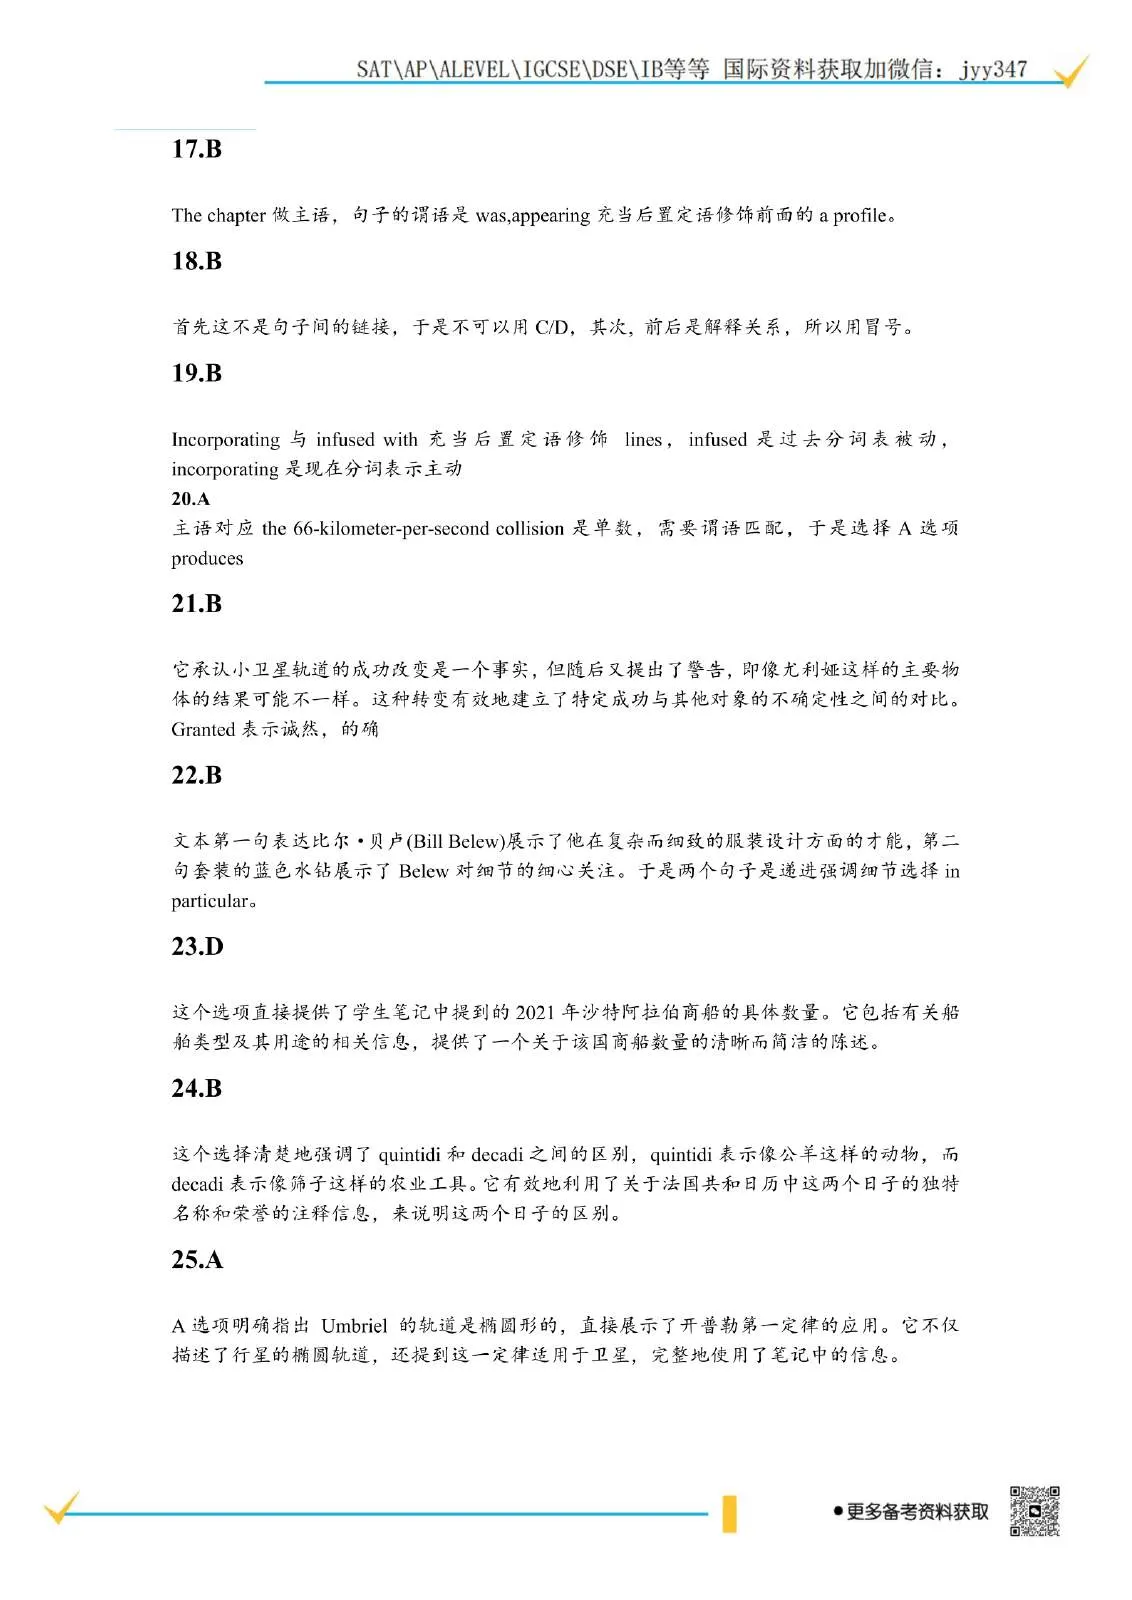 SAT\AP\ALEVEL\IGCSE\DSE\IB等等 国际资料获取加微信：jyy347
17.B
The chapter 做主语，句子的谓语是 was,appearing 充当后置定语修饰前面的 a profile。
18.B
首先这不是句子间的链接，于是不可以用 C/D，其次，前后是解释关系，所以用冒号。
19.B
Incorporating 与 infused with 充当后置定语修饰 lines，infused 是过去分词表被动，
incorporating 是现在分词表示主动
20.A
主语对应 the 66-kilometer-per-second collision 是单数，需要谓语匹配，于是选择 A 选项
produces
21.B
它承认小卫星轨道的成功改变是一个事实，但随后又提出了警告，即像尤利娅这样的主要物
体的结果可能不一样。这种转变有效地建立了特定成功与其他对象的不确定性之间的对比。
Granted 表示诚然，的确
22.B
文本第一句表达比尔·贝卢(Bill Belew)展示了他在复杂而细致的服装设计方面的才能，第二
句套装的蓝色水钻展示了 Belew 对细节的细心关注。于是两个句子是递进强调细节选择 in
particular。
23.D
这个选项直接提供了学生笔记中提到的 2021 年沙特阿拉伯商船的具体数量。它包括有关船
舶类型及其用途的相关信息，提供了一个关于该国商船数量的清晰而简洁的陈述。
24.B
这个选择清楚地强调了 quintidi 和 decadi 之间的区别，quintidi 表示像公羊这样的动物，而
decadi 表示像筛子这样的农业工具。它有效地利用了关于法国共和日历中这两个日子的独特
名称和荣誉的注释信息，来说明这两个日子的区别。
25.A
A 选项明确指出 Umbriel 的轨道是椭圆形的，直接展示了开普勒第一定律的应用。它不仅
描述了行星的椭圆轨道，还提到这一定律适用于卫星，完整地使用了笔记中的信息。
●更多备考资料获取